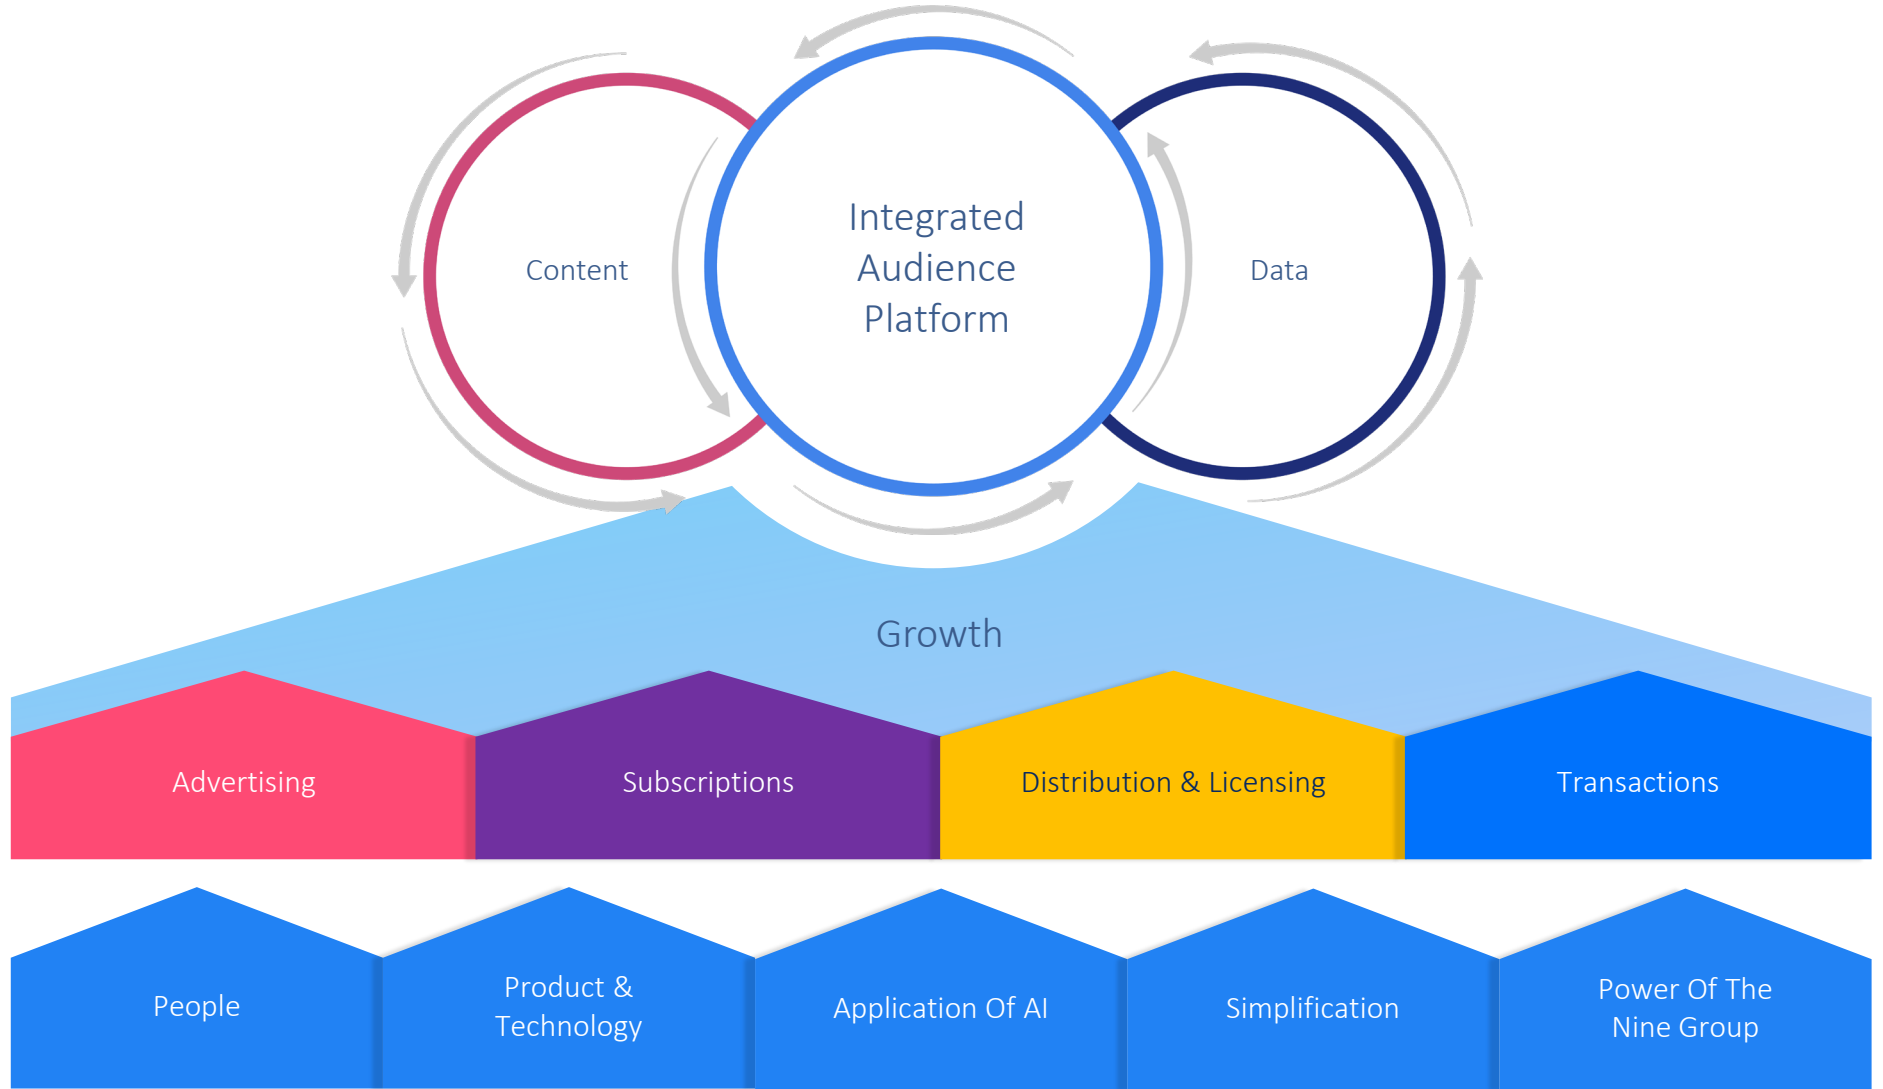 Integrated
Audience
Platform
Content
Data
Growth
Advertising
Subscriptions
Distribution & Licensing
Transactions
People
Product &
Technology
Application Of AI
Simplification
Power Of The
Nine Group